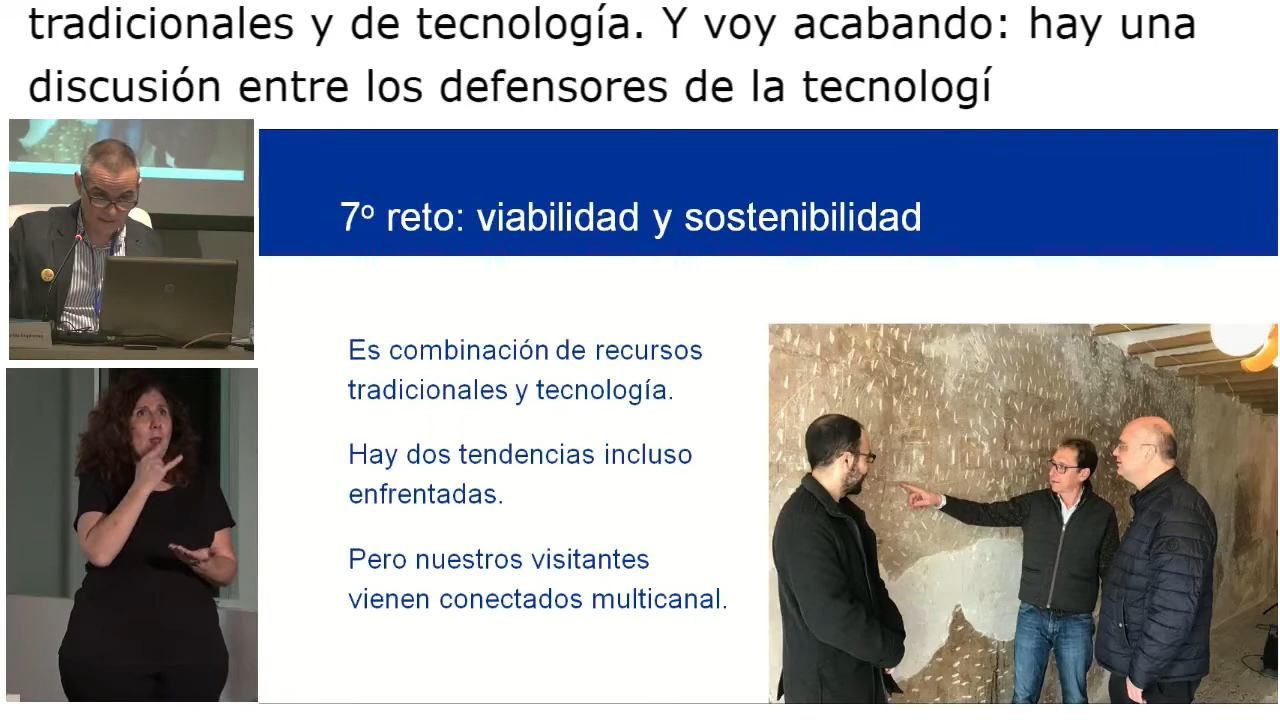 tradicionales y de tecnología. Y voy acabando: hay una
discusión entre los defensores de la tecnologí
7º reto: viabilidad y sostenibilidad
Es combinación de recursos
tradicionales y tecnología.
Hay dos tendencias incluso
enfrentadas.
Pero nuestros visitantes
vienen conectados multicanal.